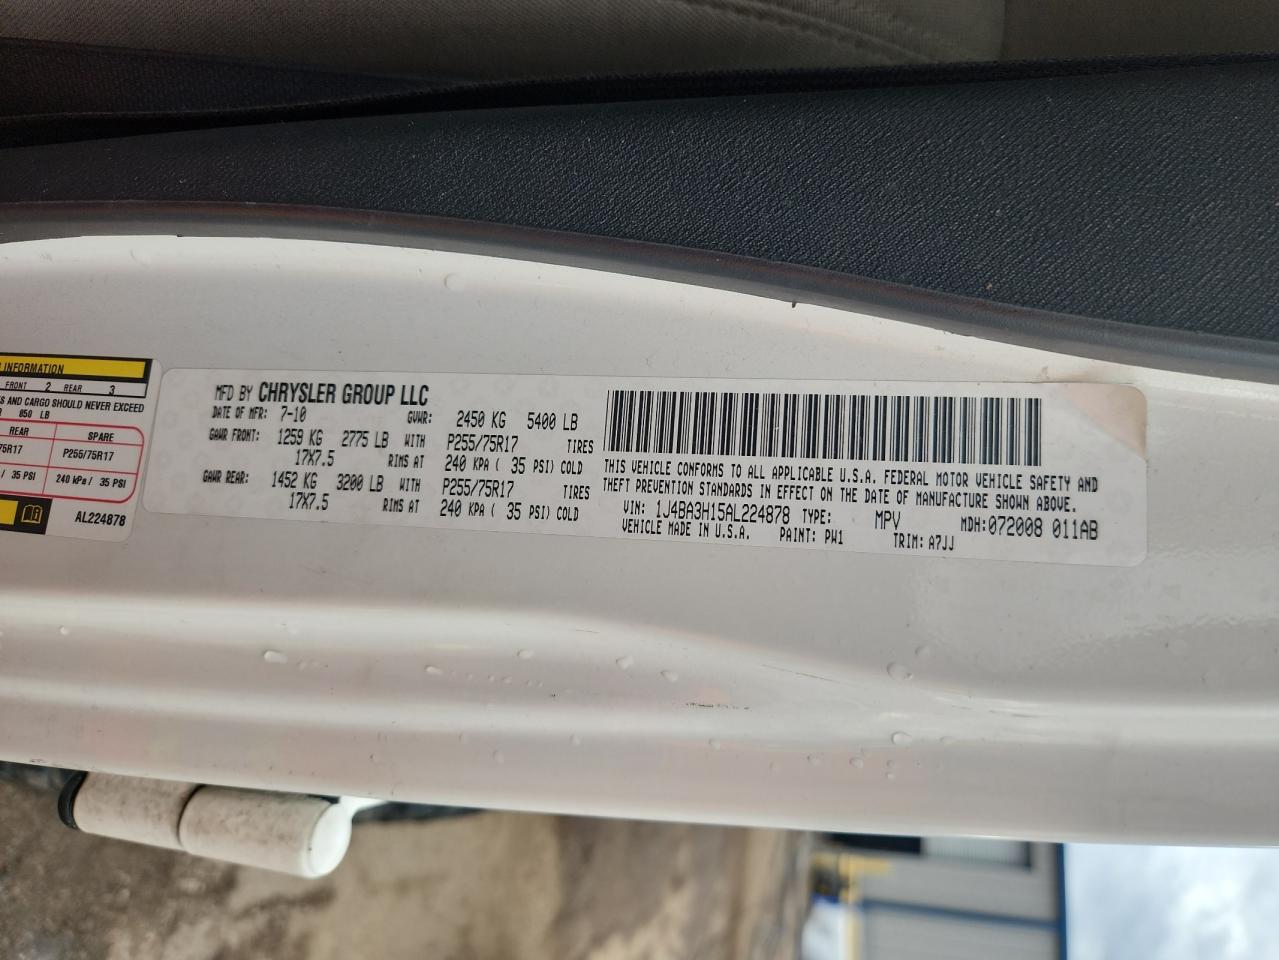 INFORMATION
FRONT 2 REAR 3
AND CARGO SHOULD NEVER EXCEED
850 LB
REAR SPARE
75R17 P255/75R17
/ 35 PSI 240 kPa / 35 PSI
AL224878
MFD BY CHRYSLER GROUP LLC
DATE OF MFR: 7-10 GVWR: 2450 KG 5400 LB
GAWR FRONT: 1259 KG 2775 LB WITH P255/75R17 TIRES
17X7.5 RIMS AT 240 KPA ( 35 PSI) COLD
GAWR REAR: 1452 KG 3200 LB WITH P255/75R17 TIRES
17X7.5 RIMS AT 240 KPA ( 35 PSI) COLD
THIS VEHICLE CONFORMS TO ALL APPLICABLE U.S.A. FEDERAL MOTOR VEHICLE SAFETY AND
THEFT PREVENTION STANDARDS IN EFFECT ON THE DATE OF MANUFACTURE SHOWN ABOVE.
VIN: 1J4BA3H15AL224878 TYPE: MPV MDH:072008 011AB
VEHICLE MADE IN U.S.A. PAINT: PW1 TRIM: A7JJ